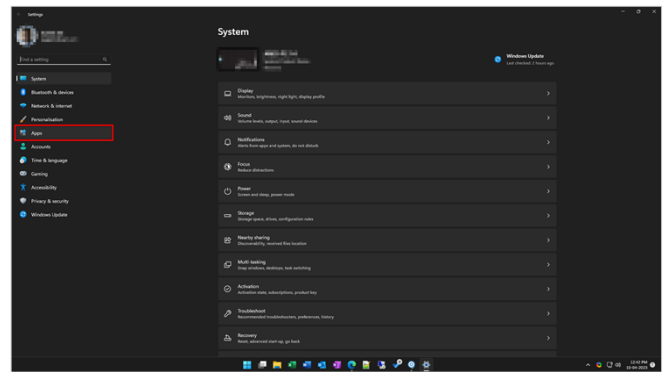 Settings
System
Windows Update
Last checked: 2 hours ago
Find a setting
System
Bluetooth & devices
Network & internet
Personalisation
Apps
Accounts
Time & language
Gaming
Accessibility
Privacy & security
Windows Update
Display
Monitors, brightness, night light, display profile
Sound
Volume levels, output, input, sound devices
Notifications
Alerts from apps and system, do not disturb
Focus
Reduce distractions
Power
Screen and sleep, power mode
Storage
Storage space, drives, configuration rules
Nearby sharing
Discoverability, received files location
Multi-tasking
Snap windows, desktops, task switching
Activation
Activation state, subscriptions, product key
Troubleshoot
Recommended troubleshooters, preferences, history
Recovery
Reset, advanced start-up, go back
12:42 PM